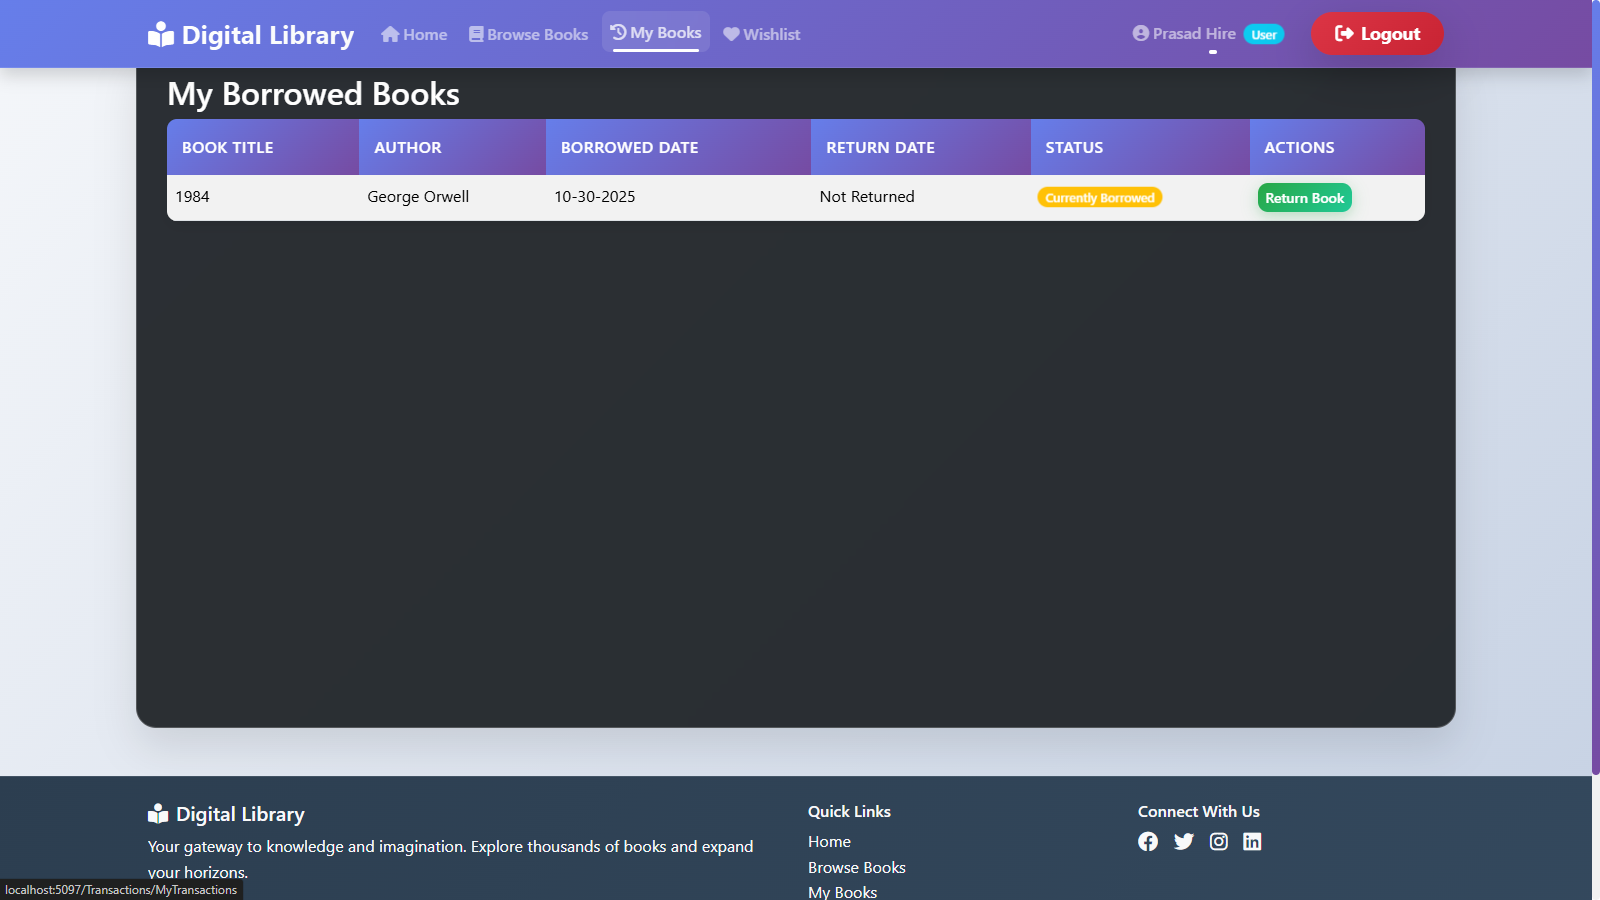 Digital Library
Home
Browse Books
My Books
Wishlist
Prasad Hire
User
Logout
My Borrowed Books
BOOK TITLE AUTHOR BORROWED DATE RETURN DATE STATUS ACTIONS
1984 George Orwell 10-30-2025 Not Returned Currently Borrowed Return Book
Digital Library
Your gateway to knowledge and imagination. Explore thousands of books and expand
your horizons.
Quick Links
Home
Browse Books
My Books
Connect With Us
localhost:5097/Transactions/MyTransactions